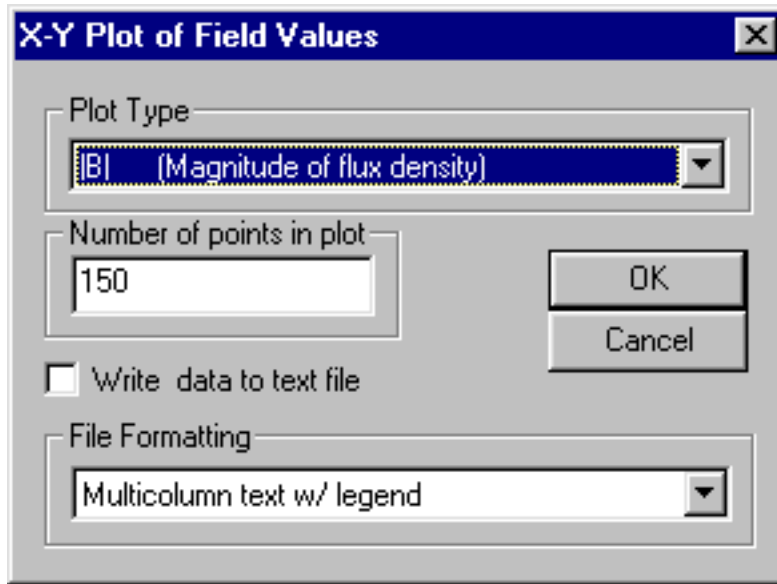 X-Y Plot of Field Values
Plot Type
|B| (Magnitude of flux density)
Number of points in plot
150
OK
Cancel
Write data to text file
File Formatting
Multicolumn text w/ legend